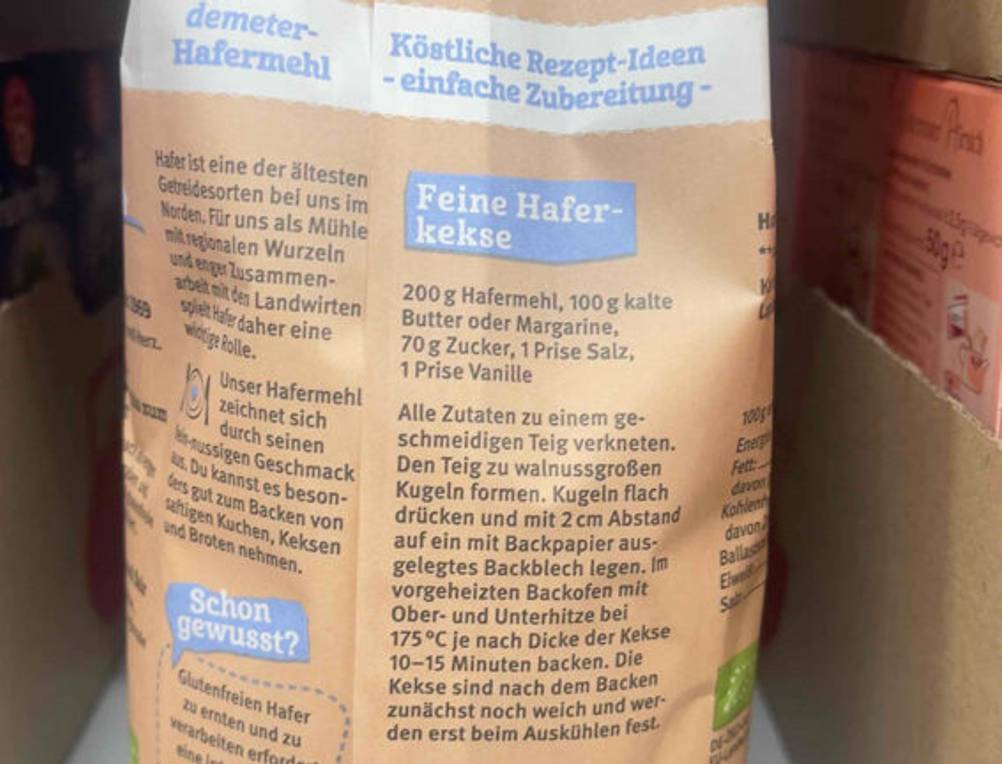 demeter-
Hafermehl
Hafer ist eine der ältesten
Getreidesorten bei uns im
Norden. Für uns als Mühle
mit regionalen Wurzeln
und enger Zusammen-
arbeit mit den Landwirten
spielt Hafer daher eine
wichtige Rolle.
Unser Hafermehl
zeichnet sich
durch seinen
fein-nussigen Geschmack
aus. Du kannst es beson-
ders gut zum Backen von
saftigen Kuchen, Keksen
und Broten nehmen.
Schon
gewusst?
Glutenfreien Hafer
zu ernten und zu
verarbeiten
eine
Köstliche Rezept-Ideen
- einfache Zubereitung -
Feine Hafer-
kekse
200 g Hafermehl, 100 g kalte
Butter oder Margarine,
70 g Zucker, 1 Prise Salz,
1 Prise Vanille
Alle Zutaten zu einem ge-
schmeidigen Teig verkneten.
Den Teig zu walnussgroßen
Kugeln formen. Kugeln flach
drücken und mit 2 cm Abstand
auf ein mit Backpapier aus-
gelegtes Backblech legen. Im
vorgeheizten Backofen mit
Ober- und Unterhitze bei
175 °C je nach Dicke der Kekse
10–15 Minuten backen. Die
Kekse sind nach dem Backen
zunächst noch weich und wer-
den erst beim Auskühlen fest.
100g
Fett:
davon
davon
50g e